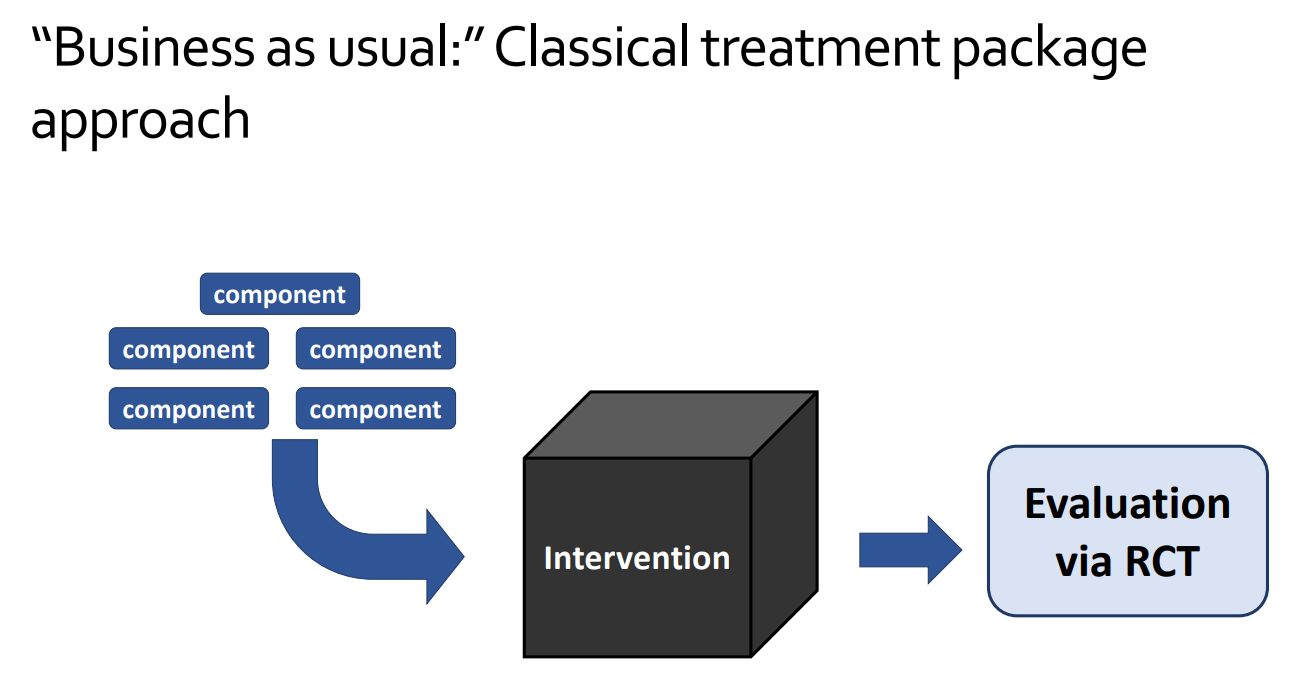 “Business as usual:” Classical treatment package
approach
component
component component
component component
Intervention
Evaluation
via RCT